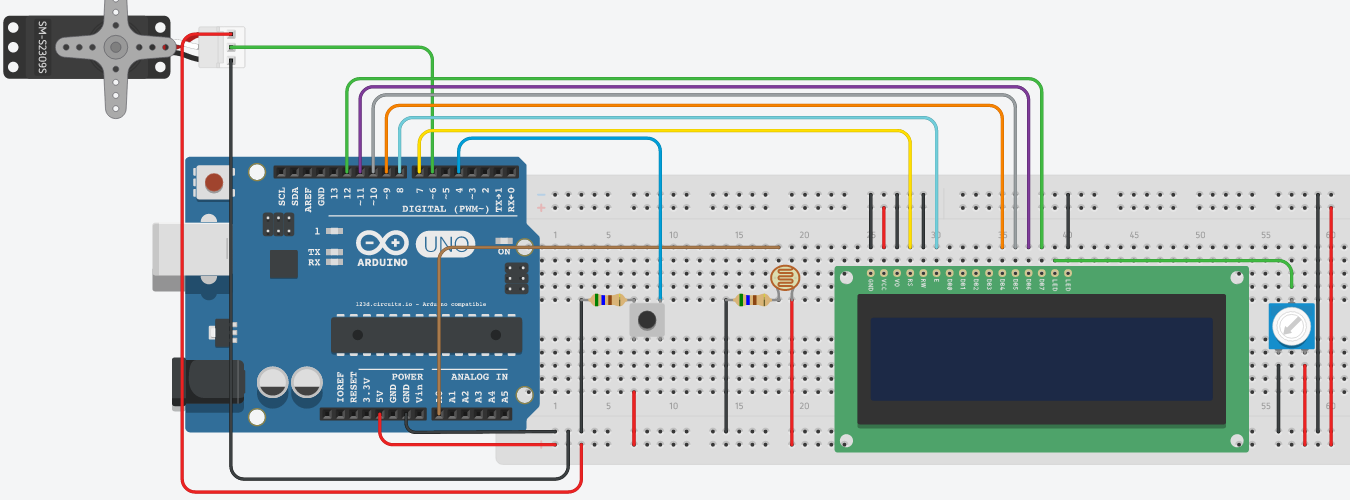 SM-S2309S
SCL
SDA
AREF
GND
13
12
~11
~10
~9
8
7
~6
~5
4
~3
2
TX→1
RX←0
DIGITAL (PWM~)
1
TX
RX
ARDUINO
UNO
ON
123d.circuits.io - Arduino compatible
POWER
ANALOG IN
IOREF
RESET
3.3V
5V
GND
GND
Vin
A1
A2
A3
A4
A5
1 5 10 15 20 25 30 35 40 45 50 55 60
GND
VCC
VO
RS
RW
E
DB0
DB1
DB2
DB3
DB4
DB5
DB6
DB7
LED
LED
1 5 15 20 55 60